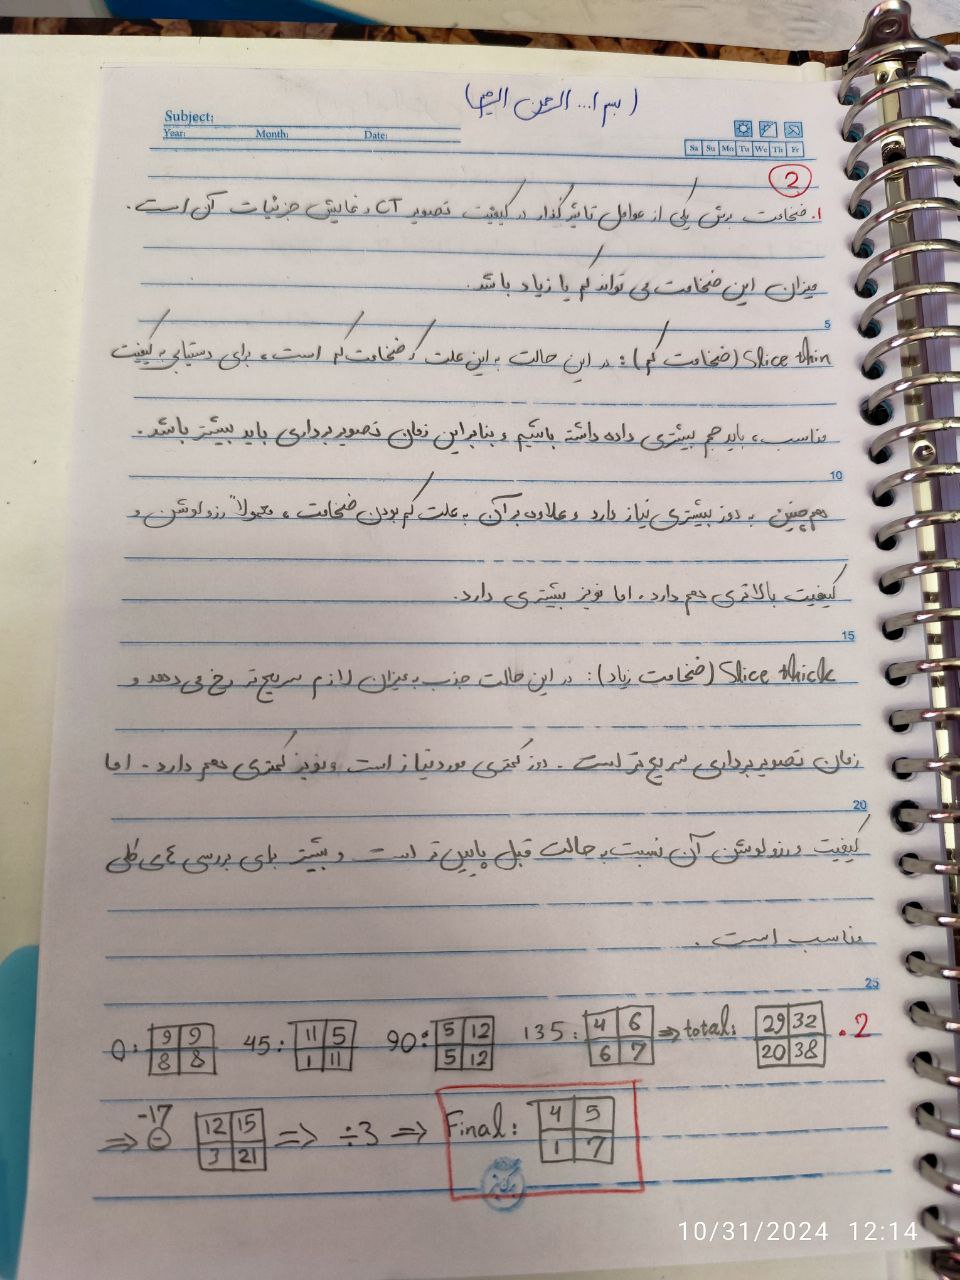 (بسم ا... الرحمن الرحیم)
Subject:
Year: Month: Date:
Sa Su Mo Tu We Th Fr
2
1. ضخامت برش یکی از عوامل تاثیرگذار در کیفیت تصویر CT و نمایش جزئیات آن است.
میزان این ضخامت می تواند کم یا زیاد باشد.
5
Slice thin (ضخامت کم): در این حالت به این علت که ضخامت کم است، برای دستیابی به کیفیت
مناسب، باید حجم بیشتری داده داشته باشیم و بنابراین زمان تصویربرداری باید بیشتر باشد.
10
همچنین به دوز بیشتری نیاز دارد و علاوه بر آن به علت کم بودن ضخامت، معمولاً رزولوشن و
کیفیت بالاتری هم دارد. اما نویز بیشتری دارد.
15
Slice thick (ضخامت زیاد): در این حالت جذب به میزان لازم سریع تر رخ می دهد و
زمان تصویربرداری سریع تر است. دوز کمتری مورد نیاز است و نویز کمتری هم دارد. اما
20
کیفیت و رزولوشن آن نسبت به حالت قبل پایین تر است و بیشتر برای بررسی های کلی
مناسب است.
25
2. 0: 9 9 45: 11 5 90: 5 12 135: 4 6 ⇒ total: 29 32
8 8 1 11 5 12 6 7 20 38
⇒ -17 12 15 ⇒ ÷3 ⇒ Final: 4 5
3 21 1 7
10/31/2024 12:14